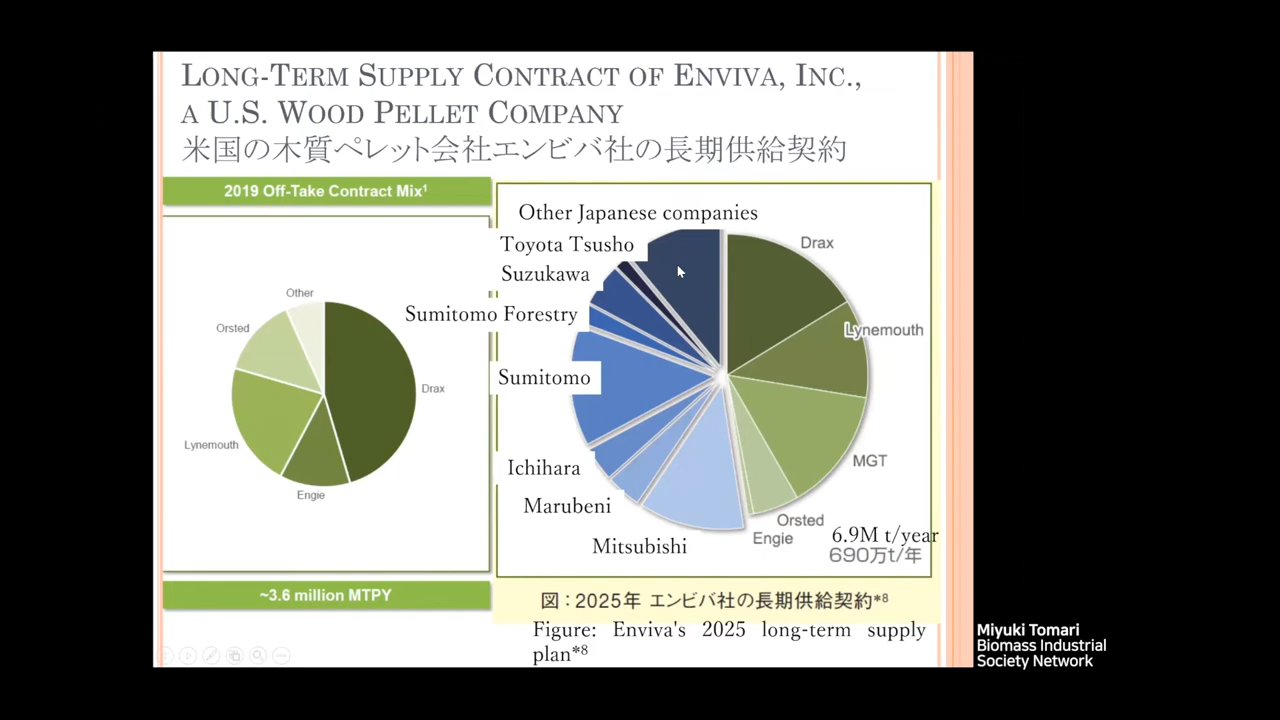 LONG-TERM SUPPLY CONTRACT OF ENVIVA, INC.,
A U.S. WOOD PELLET COMPANY
米国の木質ペレット会社エンビバ社の長期供給契約
2019 Off-Take Contract Mix¹
Other
Orsted
Drax
Lynemouth
Engie
~3.6 million MTPY
Other Japanese companies
Toyota Tsusho
Suzukawa
Sumitomo Forestry
Sumitomo
Ichihara
Marubeni
Mitsubishi
Drax
Lynemouth
MGT
Orsted
Engie
6.9M t/year
690万t/年
図：2025年 エンビバ社の長期供給契約*⁸
Figure: Enviva's 2025 long-term supply
plan*⁸
Miyuki Tomari
Biomass Industrial
Society Network